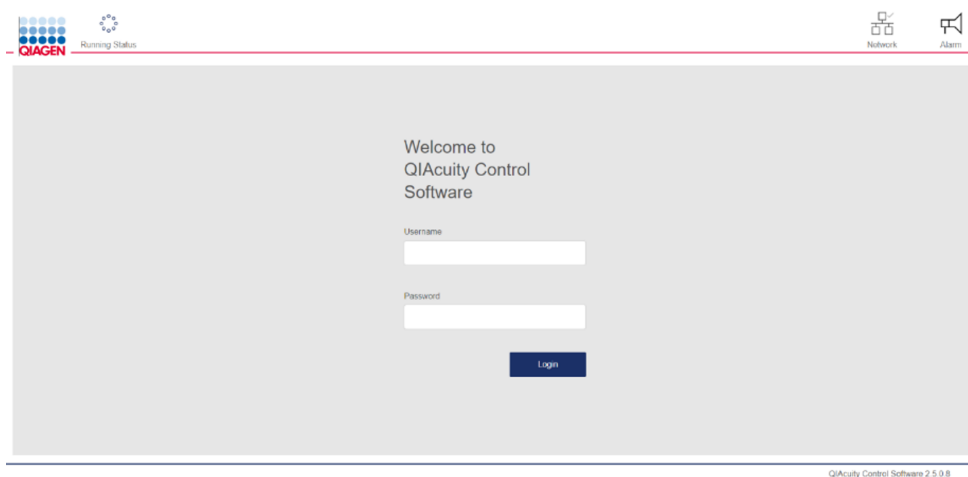 QIAGEN
Running Status
Network
Alarm
Welcome to
QIAcuity Control
Software
Username
Password
Login
QIAcuity Control Software 2.5.0.8